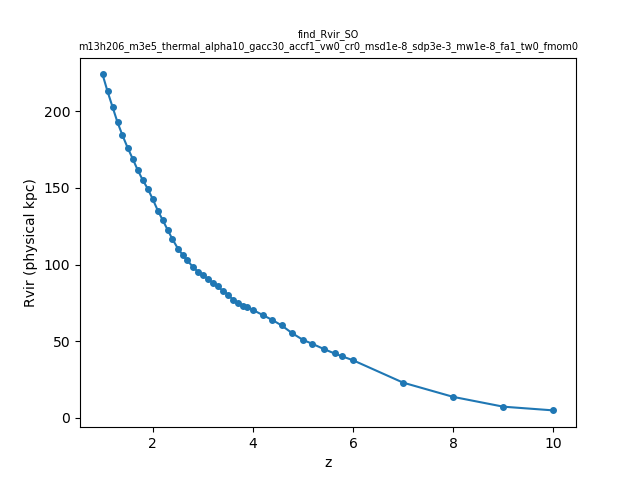 find_Rvir_SO
m13h206_m3e5_thermal_alpha10_gacc30_accf1_vw0_cr0_msd1e-8_sdp3e-3_mw1e-8_fa1_tw0_fmom0
200
150
100
50
0
Rvir (physical kpc)
2 4 6 8 10
z